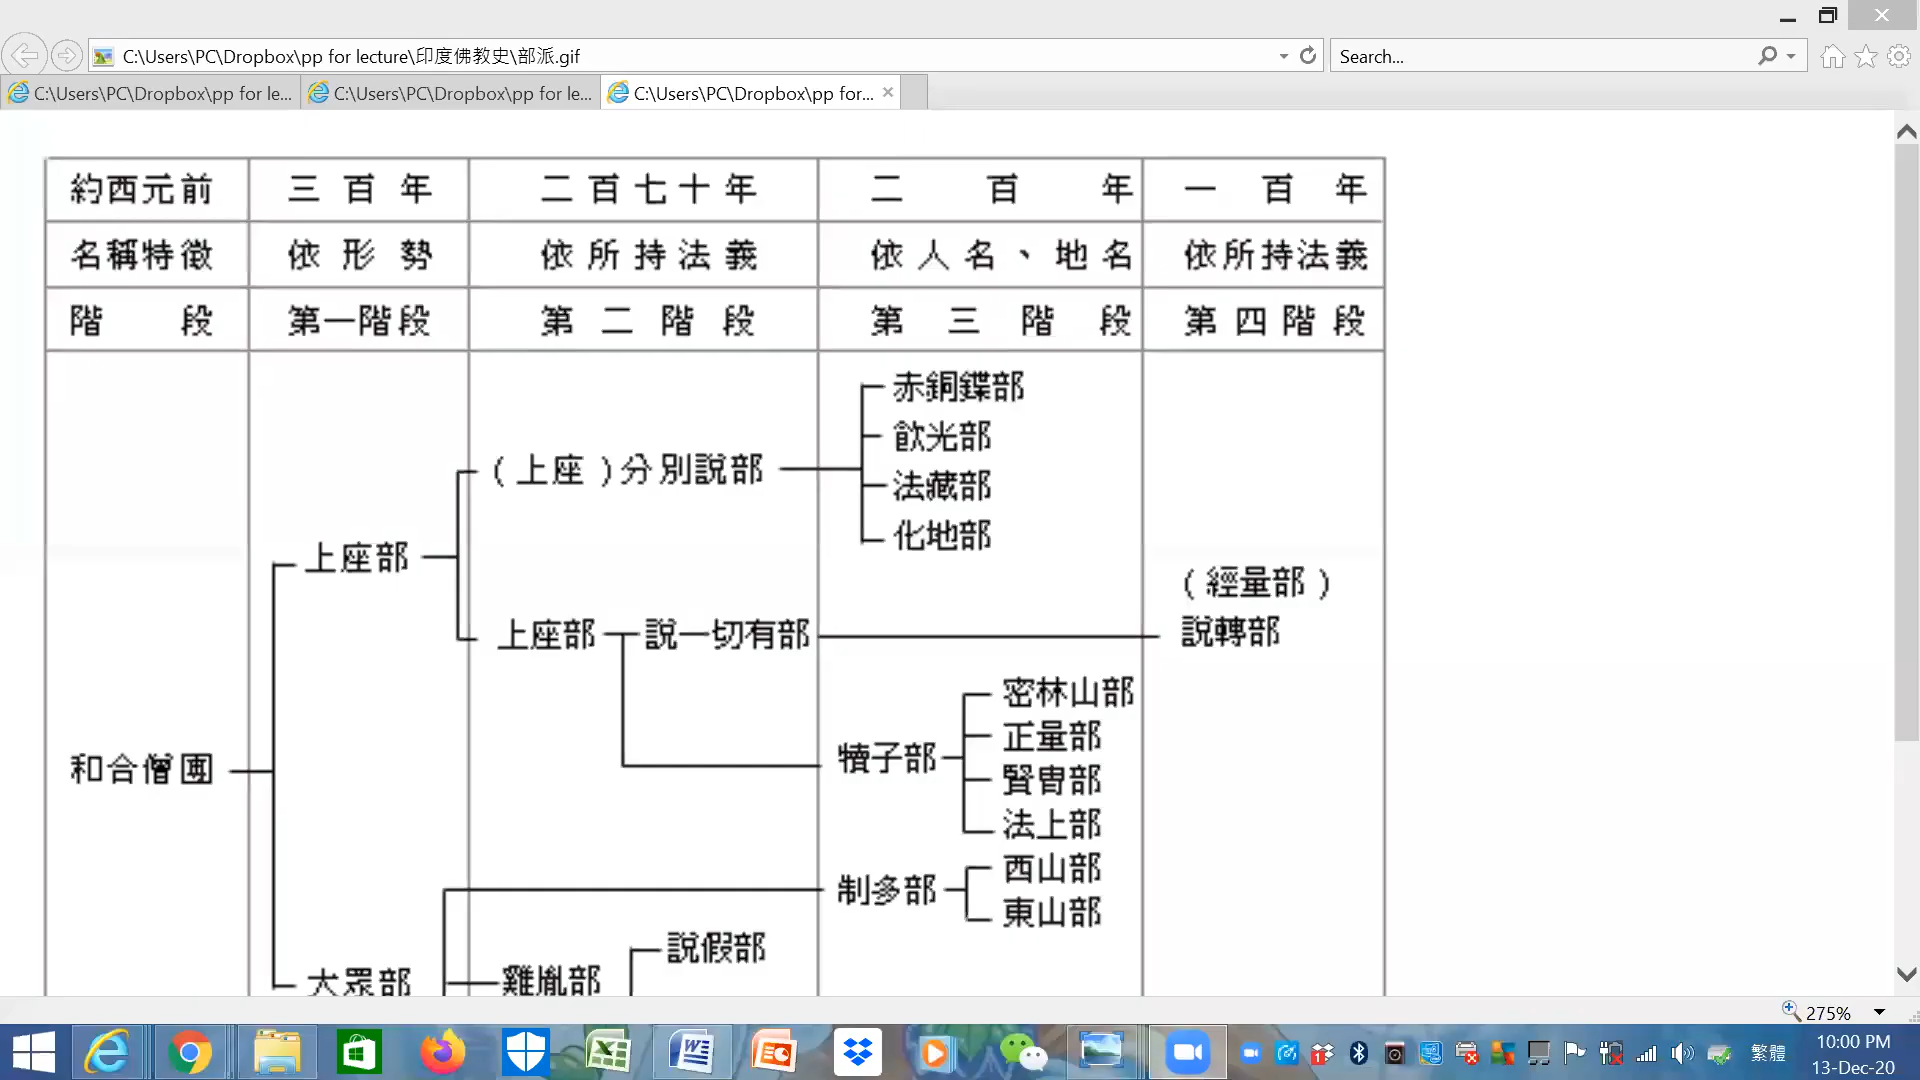 C:\Users\PC\Dropbox\pp for lecture\印度佛教史\部派.gif
Search...
C:\Users\PC\Dropbox\pp for le...
C:\Users\PC\Dropbox\pp for le...
C:\Users\PC\Dropbox\pp for...
約西元前 三百年 二百七十年 二百年 一百年
名稱特徵 依形勢 依所持法義 依人名、地名 依所持法義
階段 第一階段 第二階段 第三階段 第四階段
赤銅鍱部
飲光部
(上座)分別說部
法藏部
化地部
上座部
(經量部)
上座部 說一切有部 說轉部
密林山部
正量部
犢子部
和合僧團
賢冑部
法上部
西山部
制多部
東山部
說假部
大眾部 雞胤部
275%
10:00 PM
繁體
13-Dec-20